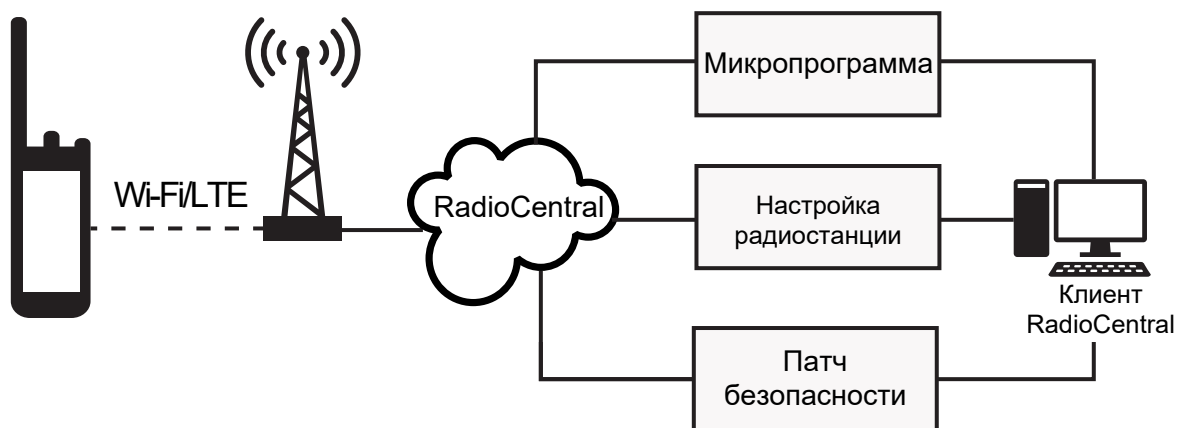 Микропрограмма
Wi-Fi/LTE
RadioCentral
Настройка
радиостанции
Клиент
RadioCentral
Патч
безопасности